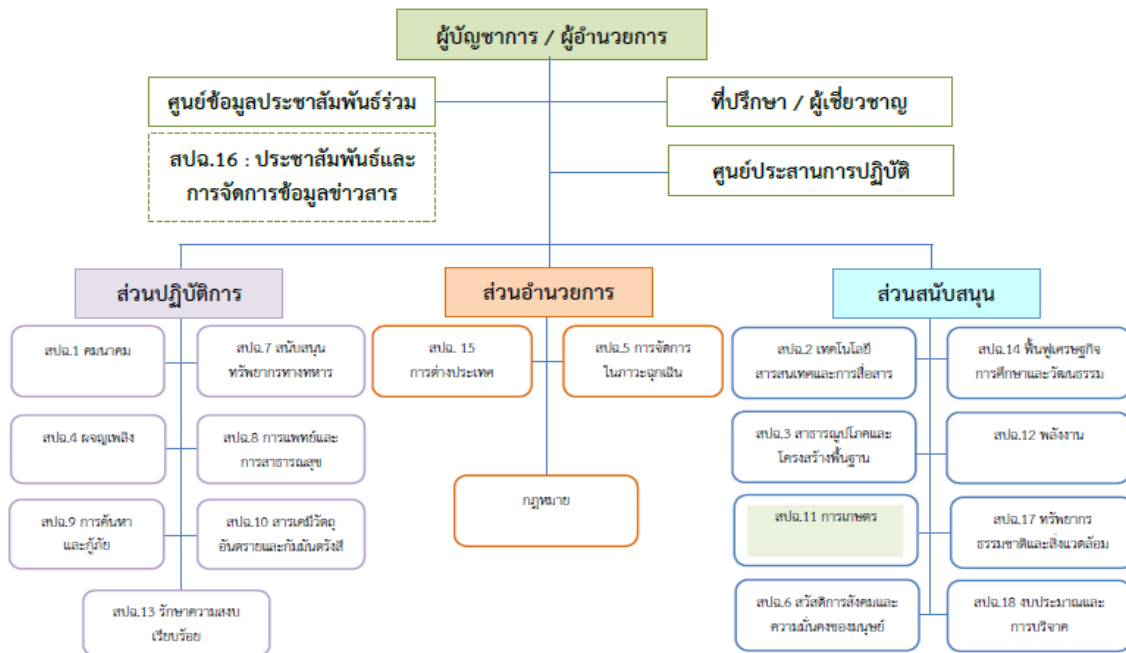 ผู้บัญชาการ / ผู้อำนวยการ
ศูนย์ข้อมูลประชาสัมพันธ์ร่วม
ที่ปรึกษา / ผู้เชี่ยวชาญ
สปฉ.16 : ประชาสัมพันธ์และ
การจัดการข้อมูลข่าวสาร
ศูนย์ประสานการปฏิบัติ
ส่วนปฏิบัติการ
สปฉ.1 คมนาคม
สปฉ.7 สนับสนุน
ทรัพยากรทางทหาร
สปฉ.4 ผจญเพลิง
สปฉ.8 การแพทย์และ
การสาธารณสุข
สปฉ.9 การค้นหา
และกู้ภัย
สปฉ.10 สารเคมีวัตถุ
อันตรายและกัมมันตรังสี
สปฉ.13 รักษาความสงบ
เรียบร้อย
ส่วนอำนวยการ
สปฉ. 15
การต่างประเทศ
สปฉ.5 การจัดการ
ในภาวะฉุกเฉิน
กฎหมาย
ส่วนสนับสนุน
สปฉ.2 เทคโนโลยี
สารสนเทศและการสื่อสาร
สปฉ.14 ฟื้นฟูเศรษฐกิจ
การศึกษาและวัฒนธรรม
สปฉ.3 สาธารณูปโภคและ
โครงสร้างพื้นฐาน
สปฉ.12 พลังงาน
สปฉ.11 การเกษตร
สปฉ.17 ทรัพยากร
ธรรมชาติและสิ่งแวดล้อม
สปฉ.6 สวัสดิการสังคมและ
ความมั่นคงของมนุษย์
สปฉ.18 งบประมาณและ
การบริจาค